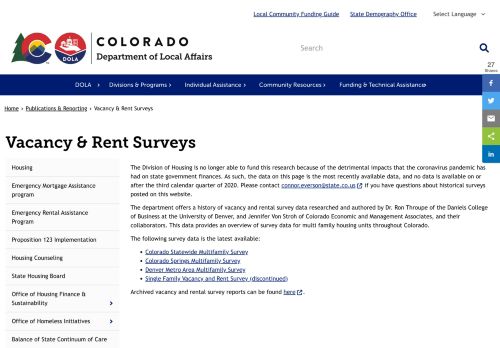 Local Community Funding Guide State Demography Office Select Language
COLORADO
Department of Local Affairs
DOLA
Search
27
Shares
DOLA Divisions & Programs Individual Assistance Community Resources Funding & Technical Assistance
Home › Publications & Reporting › Vacancy & Rent Surveys
Vacancy & Rent Surveys
Housing
Emergency Mortgage Assistance
program
Emergency Rental Assistance
Program
Proposition 123 Implementation
Housing Counseling
State Housing Board
Office of Housing Finance &
Sustainability
Office of Homeless Initiatives
Balance of State Continuum of Care
The Division of Housing is no longer able to fund this research because of the detrimental impacts that the coronavirus pandemic has
had on state government finances. As such, the data on this page is the most recently available data, and no data is available on or
after the third calendar quarter of 2020. Please contact connor.everson@state.co.us if you have questions about historical surveys
posted on this website.
The department offers a history of vacancy and rental survey data researched and authored by Dr. Ron Throupe of the Daniels College
of Business at the University of Denver, and Jennifer Von Stroh of Colorado Economic and Management Associates, and their
collaborators. This data provides an overview of survey data for multi family housing units throughout Colorado.
The following survey data is the latest available:
• Colorado Statewide Multifamily Survey
• Colorado Springs Multifamily Survey
• Denver Metro Area Multifamily Survey
• Single Family Vacancy and Rent Survey (discontinued)
Archived vacancy and rental survey reports can be found here .